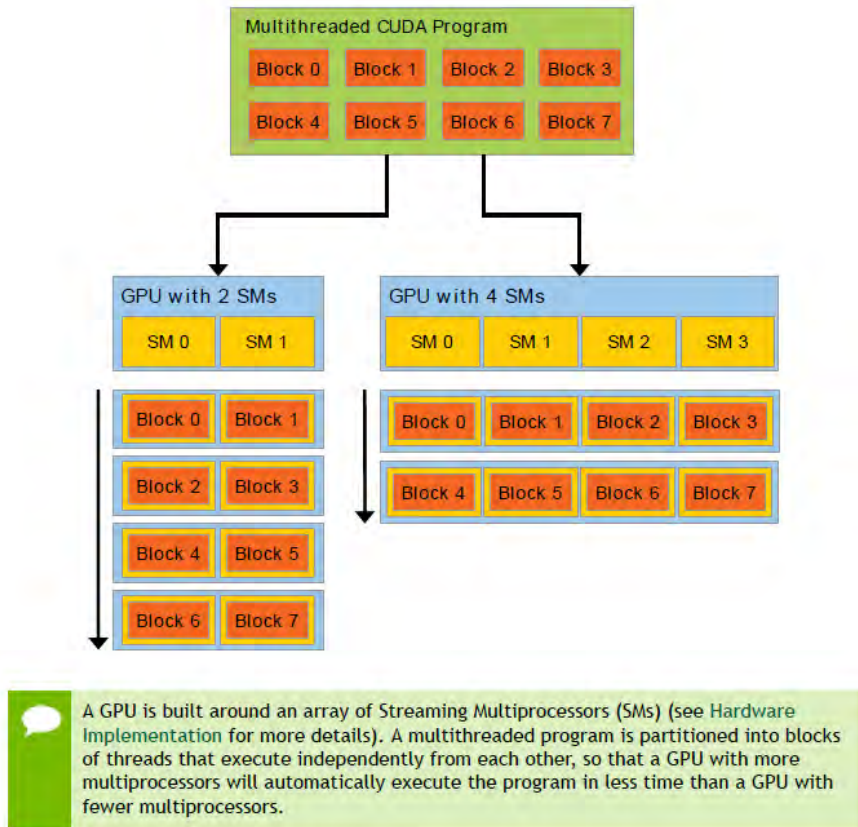 Multithreaded CUDA Program
Block 0 Block 1 Block 2 Block 3
Block 4 Block 5 Block 6 Block 7
GPU with 2 SMs
SM 0 SM 1
Block 0 Block 1
Block 2 Block 3
Block 4 Block 5
Block 6 Block 7
GPU with 4 SMs
SM 0 SM 1 SM 2 SM 3
Block 0 Block 1 Block 2 Block 3
Block 4 Block 5 Block 6 Block 7
A GPU is built around an array of Streaming Multiprocessors (SMs) (see Hardware
Implementation for more details). A multithreaded program is partitioned into blocks
of threads that execute independently from each other, so that a GPU with more
multiprocessors will automatically execute the program in less time than a GPU with
fewer multiprocessors.